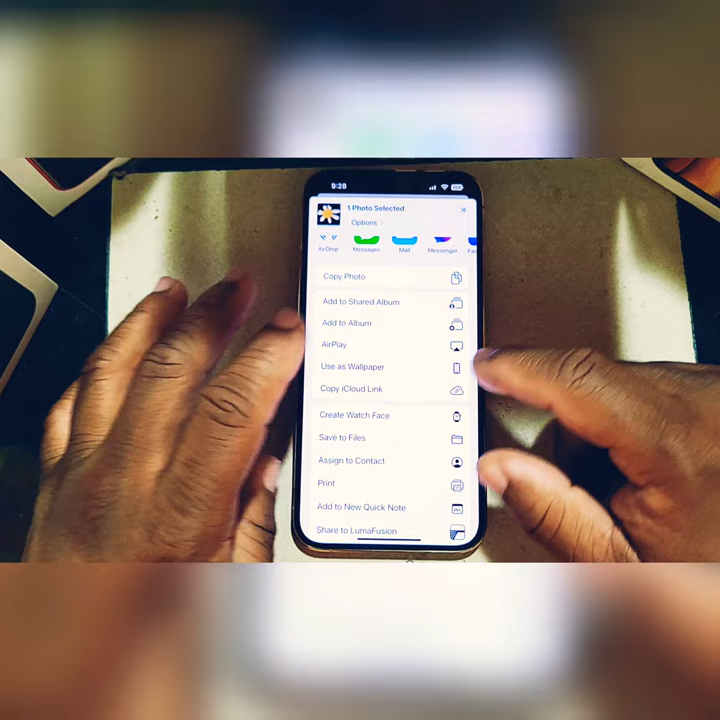 9:28
1 Photo Selected
Options
AirDrop
Messages
Mail
Messenger
Copy Photo
Add to Shared Album
Add to Album
AirPlay
Use as Wallpaper
Copy iCloud Link
Create Watch Face
Save to Files
Assign to Contact
Print
Add to New Quick Note
Share to LumaFusion